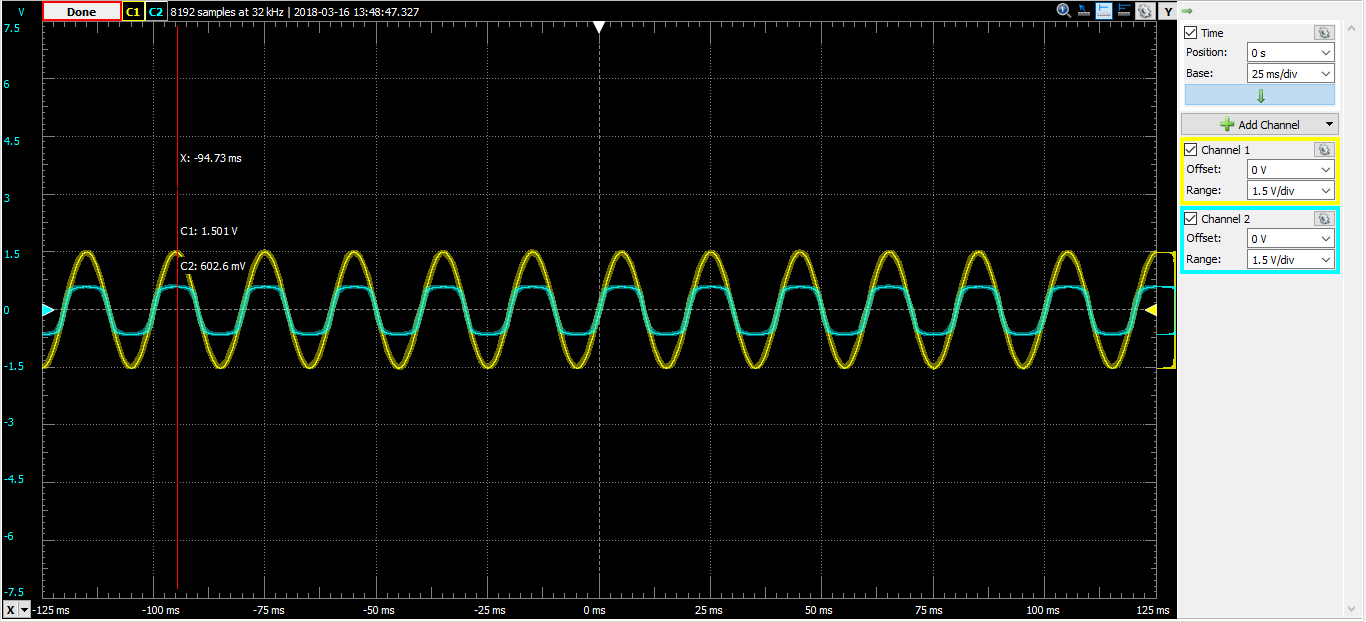 V Done C1 C2 8192 samples at 32 kHz | 2018-03-16 13:48:47.327 Y
7.5
6
4.5
3
1.5
0
-1.5
-3
-4.5
-6
-7.5
X: -94.73 ms
C1: 1.501 V
C2: 602.6 mV
X -125 ms -100 ms -75 ms -50 ms -25 ms 0 ms 25 ms 50 ms 75 ms 100 ms 125 ms
Time
Position: 0 s
Base: 25 ms/div
Add Channel
Channel 1
Offset: 0 V
Range: 1.5 V/div
Channel 2
Offset: 0 V
Range: 1.5 V/div